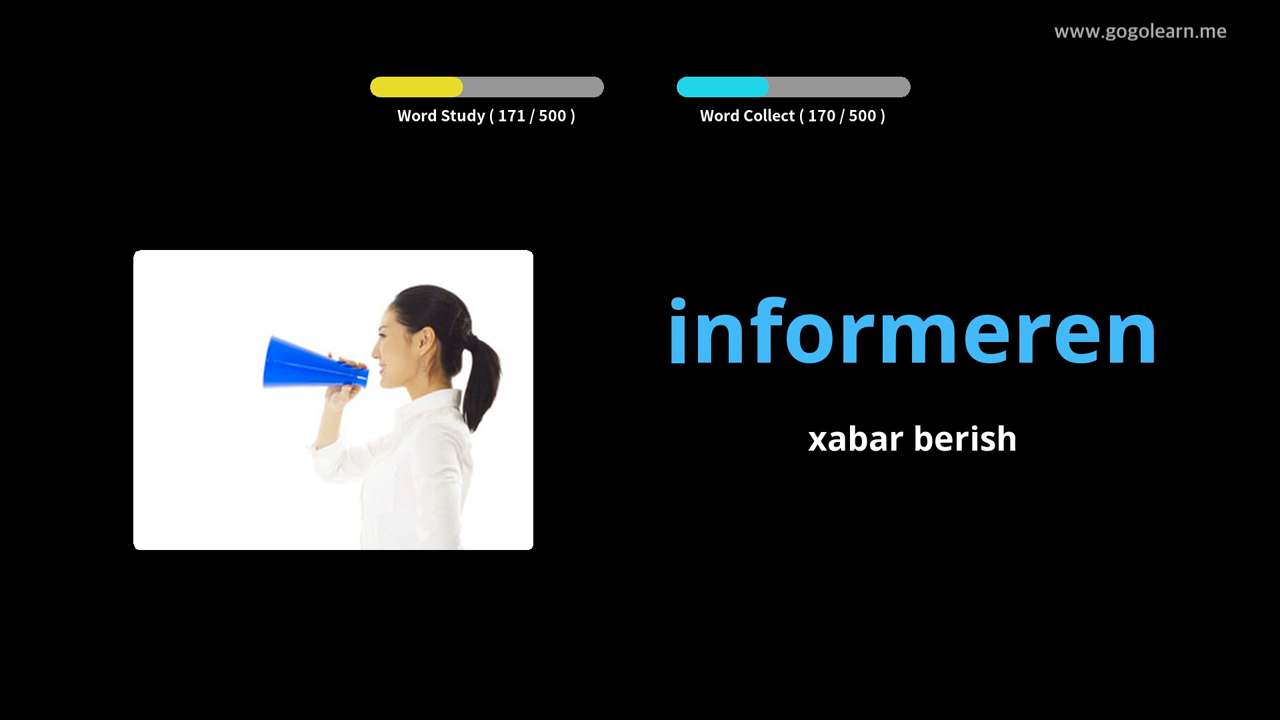 www.gogolearn.me
Word Study ( 171 / 500 )
Word Collect ( 170 / 500 )
informeren
xabar berish